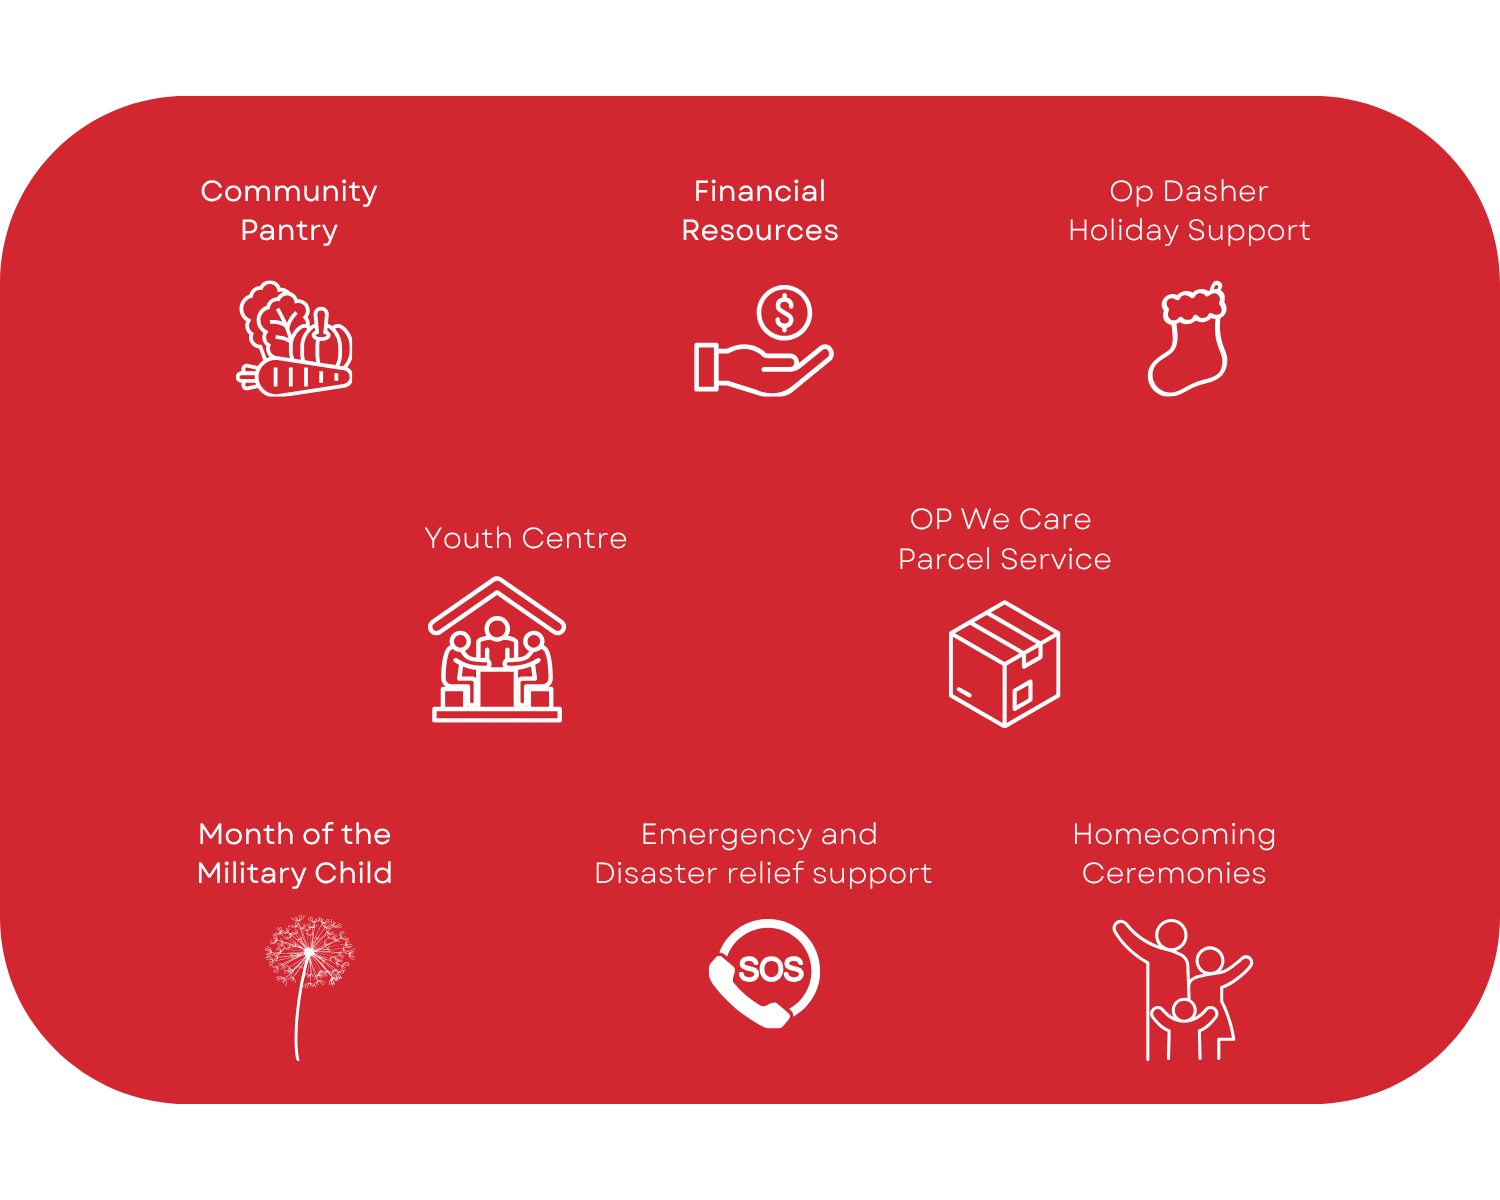 Community
Pantry
Financial
Resources
Op Dasher
Holiday Support
$
Youth Centre
OP We Care
Parcel Service
Month of the
Military Child
Emergency and
Disaster relief support
SOS
Homecoming
Ceremonies